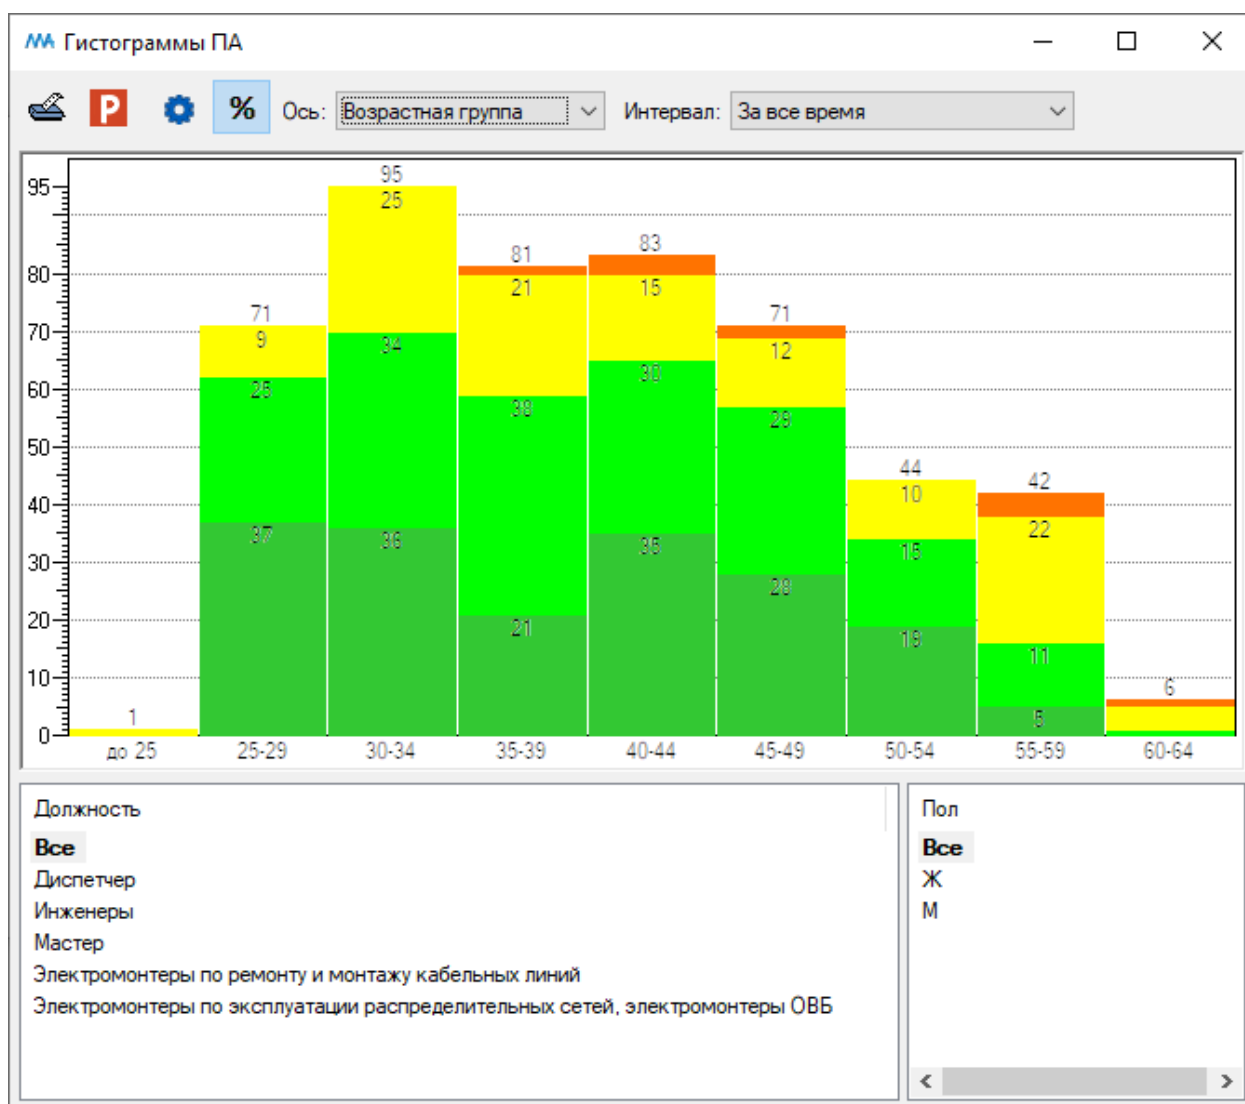 Гистограммы ПА
% Ось: Возрастная группа Интервал: За все время
95
80
70
60
50
40
30
20
10
0
1
71
9
25
37
95
25
34
36
81
21
38
21
83
15
30
35
71
12
29
28
44
10
15
19
42
22
11
5
6
до 25 25-29 30-34 35-39 40-44 45-49 50-54 55-59 60-64
Должность
Все
Диспетчер
Инженеры
Мастер
Электромонтеры по ремонту и монтажу кабельных линий
Электромонтеры по эксплуатации распределительных сетей, электромонтеры ОВБ
Пол
Все
Ж
М